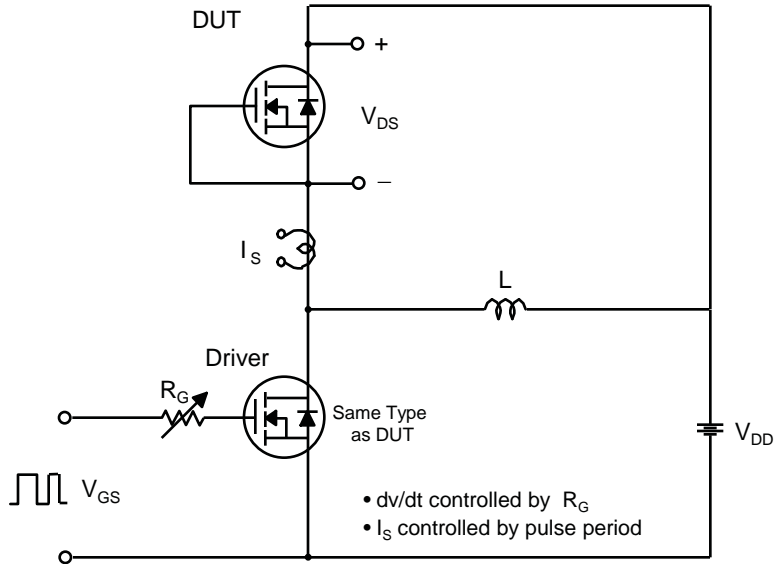 DUT
+
V_DS
−
I_S
L
Driver
R_G
Same Type
as DUT
V_DD
V_GS
• dv/dt controlled by R_G
• I_S controlled by pulse period